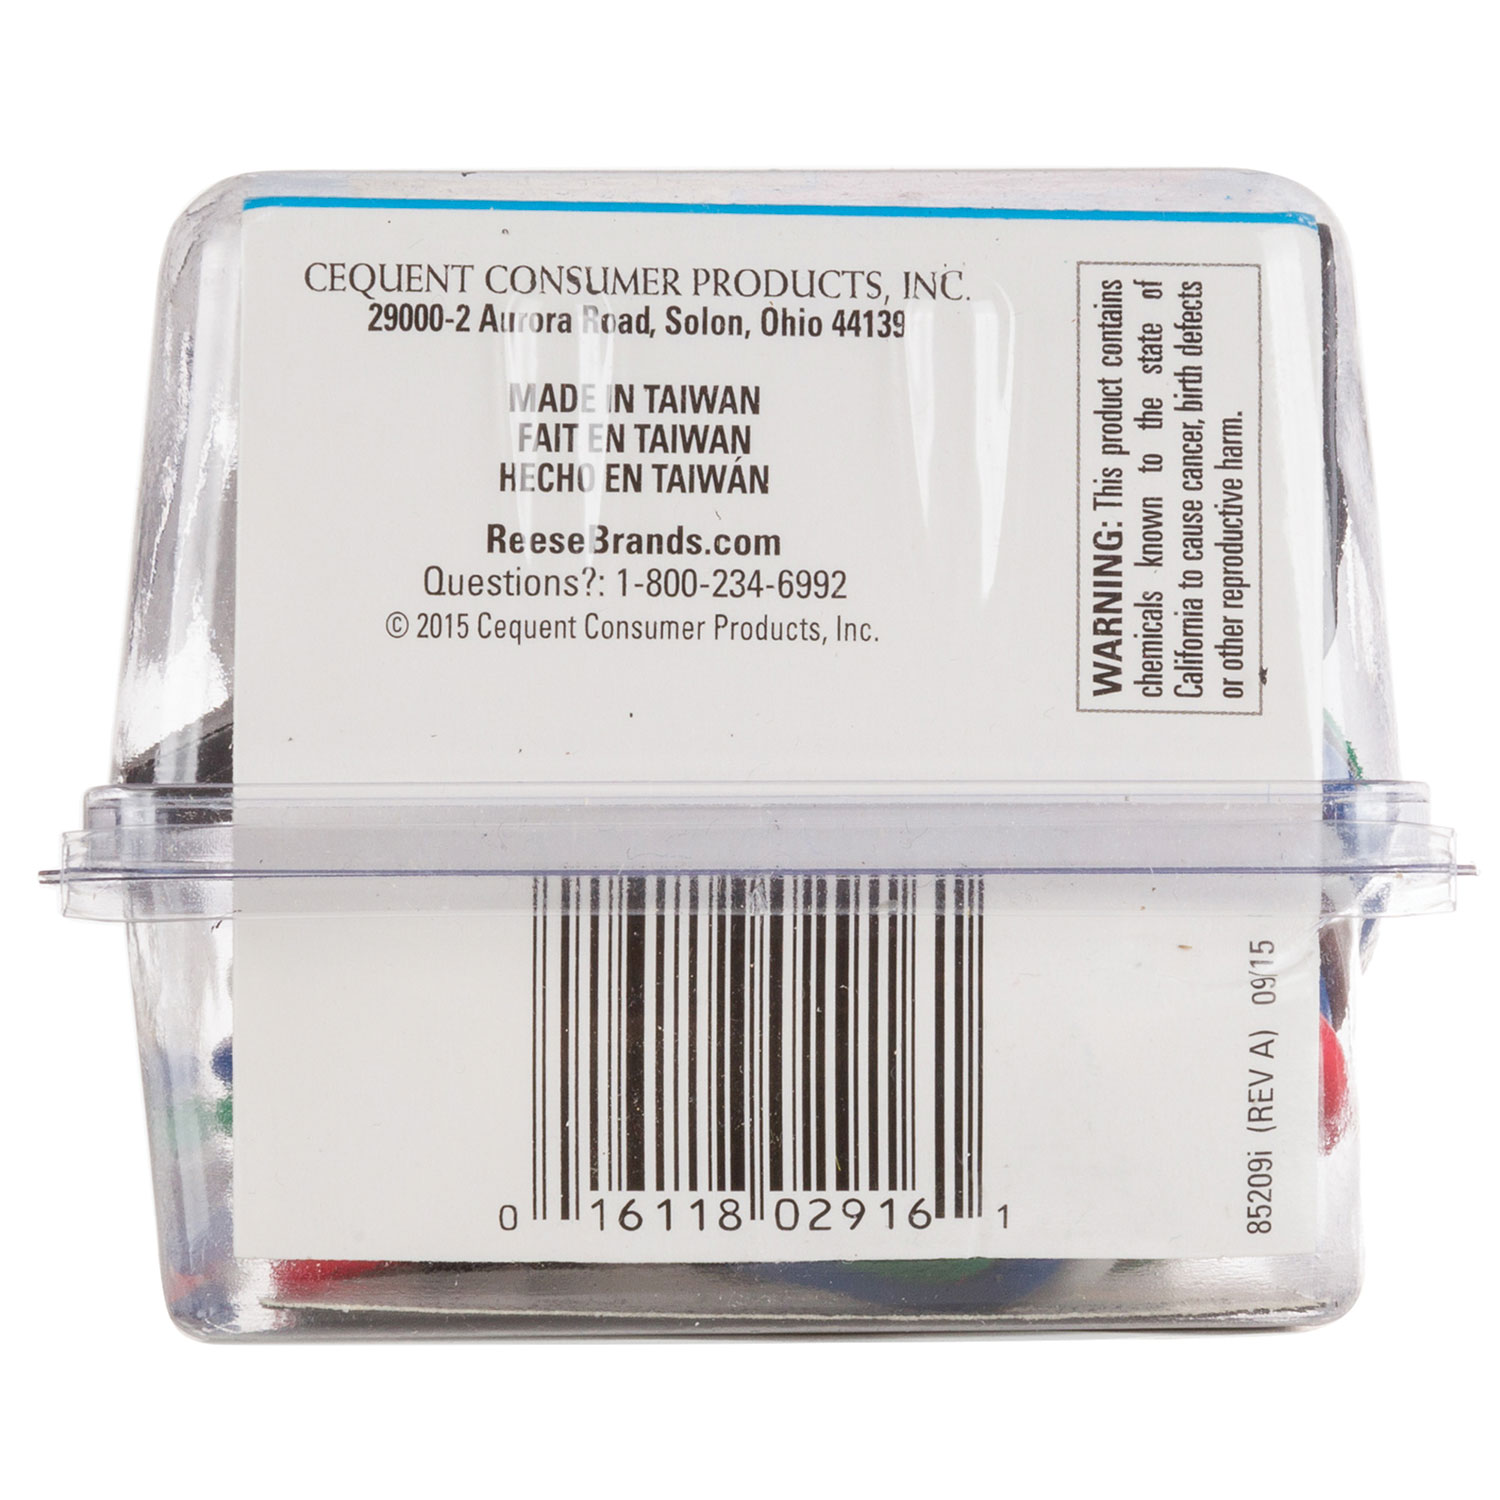 CEQUENT CONSUMER PRODUCTS, INC.
29000-2 Aurora Road, Solon, Ohio 44139
MADE IN TAIWAN
FAIT EN TAIWAN
HECHO EN TAIWÁN
ReeseBrands.com
Questions?: 1-800-234-6992
© 2015 Cequent Consumer Products, Inc.
WARNING: This product contains
chemicals known to the state of
California to cause cancer, birth defects
or other reproductive harm.
0 16118 02916 1
85209i (REV A) 09/15